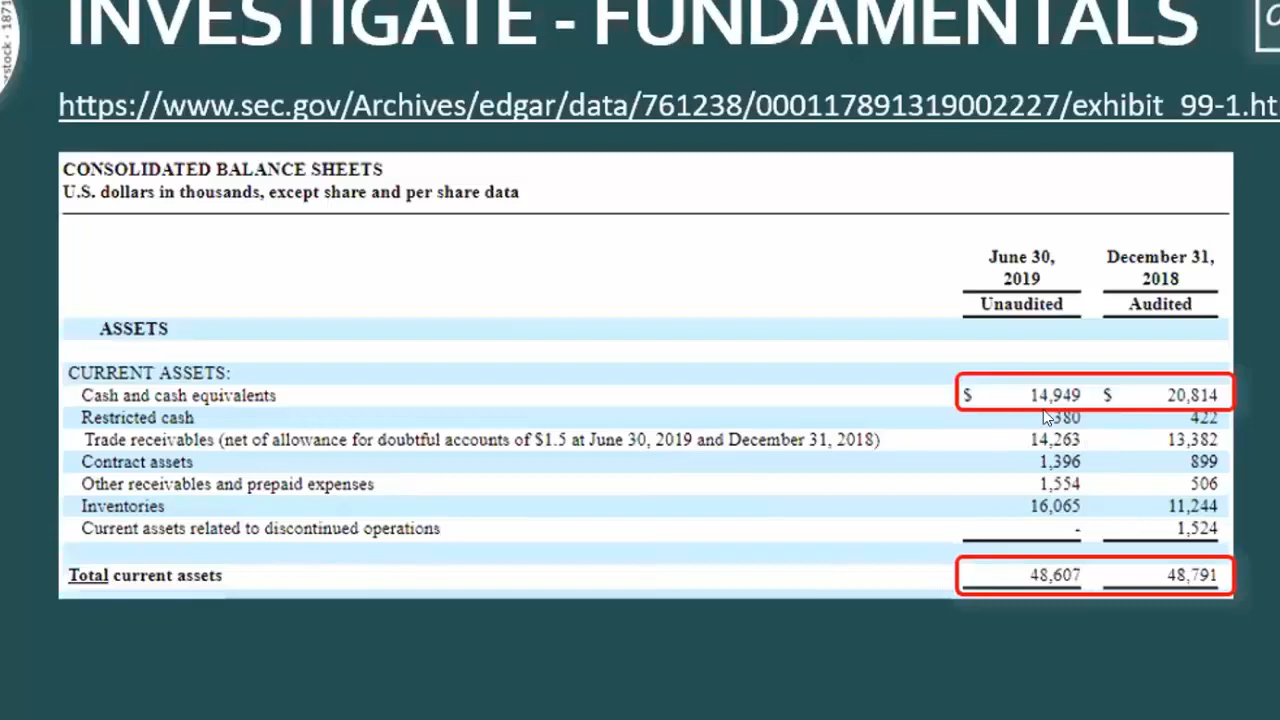 INVESTIGATE - FUNDAMENTALS
https://www.sec.gov/Archives/edgar/data/761238/000117891319002227/exhibit_99-1.ht
CONSOLIDATED BALANCE SHEETS
U.S. dollars in thousands, except share and per share data
June 30, December 31,
2019 2018
Unaudited Audited
ASSETS
CURRENT ASSETS:
Cash and cash equivalents $ 14,949 $ 20,814
Restricted cash 380 422
Trade receivables (net of allowance for doubtful accounts of $1.5 at June 30, 2019 and December 31, 2018) 14,263 13,382
Contract assets 1,396 899
Other receivables and prepaid expenses 1,554 506
Inventories 16,065 11,244
Current assets related to discontinued operations - 1,524
Total current assets 48,607 48,791